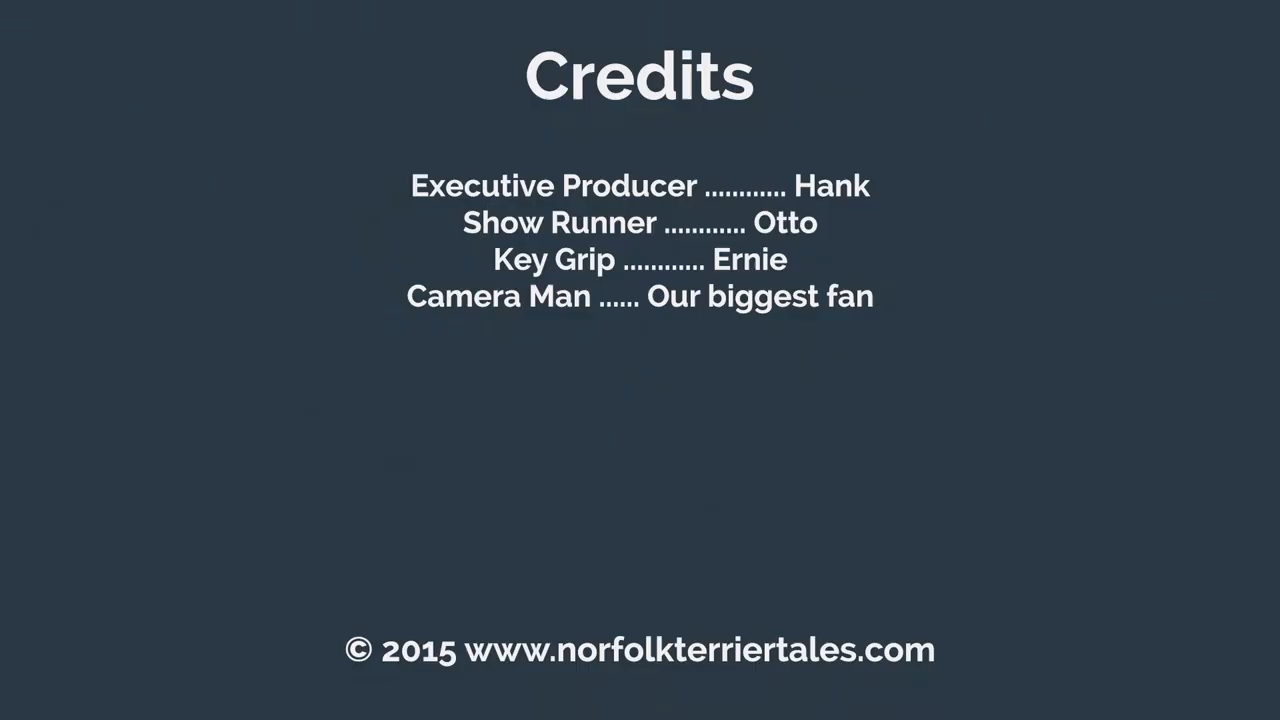 Credits
Executive Producer ............ Hank
Show Runner ............ Otto
Key Grip ............ Ernie
Camera Man ...... Our biggest fan
© 2015 www.norfolkterriertales.com